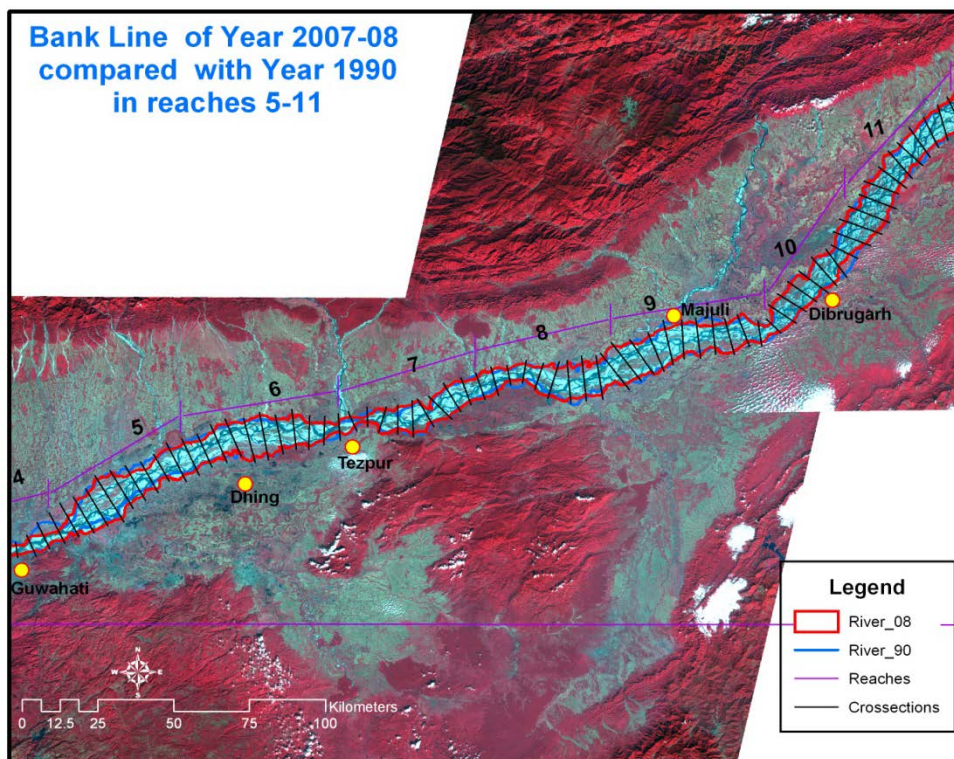 Bank Line of Year 2007-08
compared with Year 1990
in reaches 5-11
11
10
9
Majuli
8
Dibrugarh
7
6
5
Tezpur
4
Dhing
Guwahati
Legend
River_08
River_90
Reaches
Crossections
N
W E
S
Kilometers
0 12.5 25 50 75 100